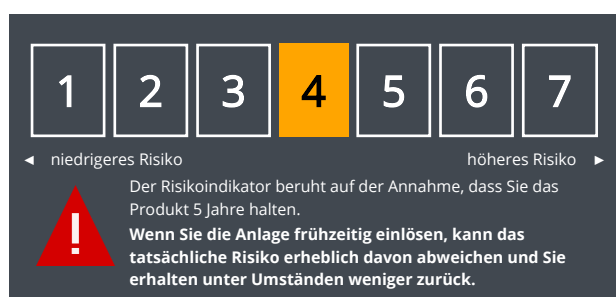 1 2 3 4 5 6 7
◄ niedrigeres Risiko höheres Risiko ►
Der Risikoindikator beruht auf der Annahme, dass Sie das
Produkt 5 Jahre halten.
!
Wenn Sie die Anlage frühzeitig einlösen, kann das
tatsächliche Risiko erheblich davon abweichen und Sie
erhalten unter Umständen weniger zurück.